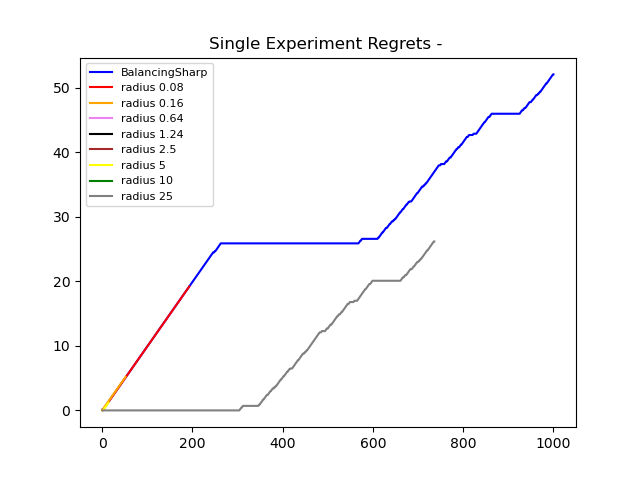 Single Experiment Regrets -
BalancingSharp
radius 0.08
radius 0.16
radius 0.64
radius 1.24
radius 2.5
radius 5
radius 10
radius 25
50
40
30
20
10
0
0 200 400 600 800 1000